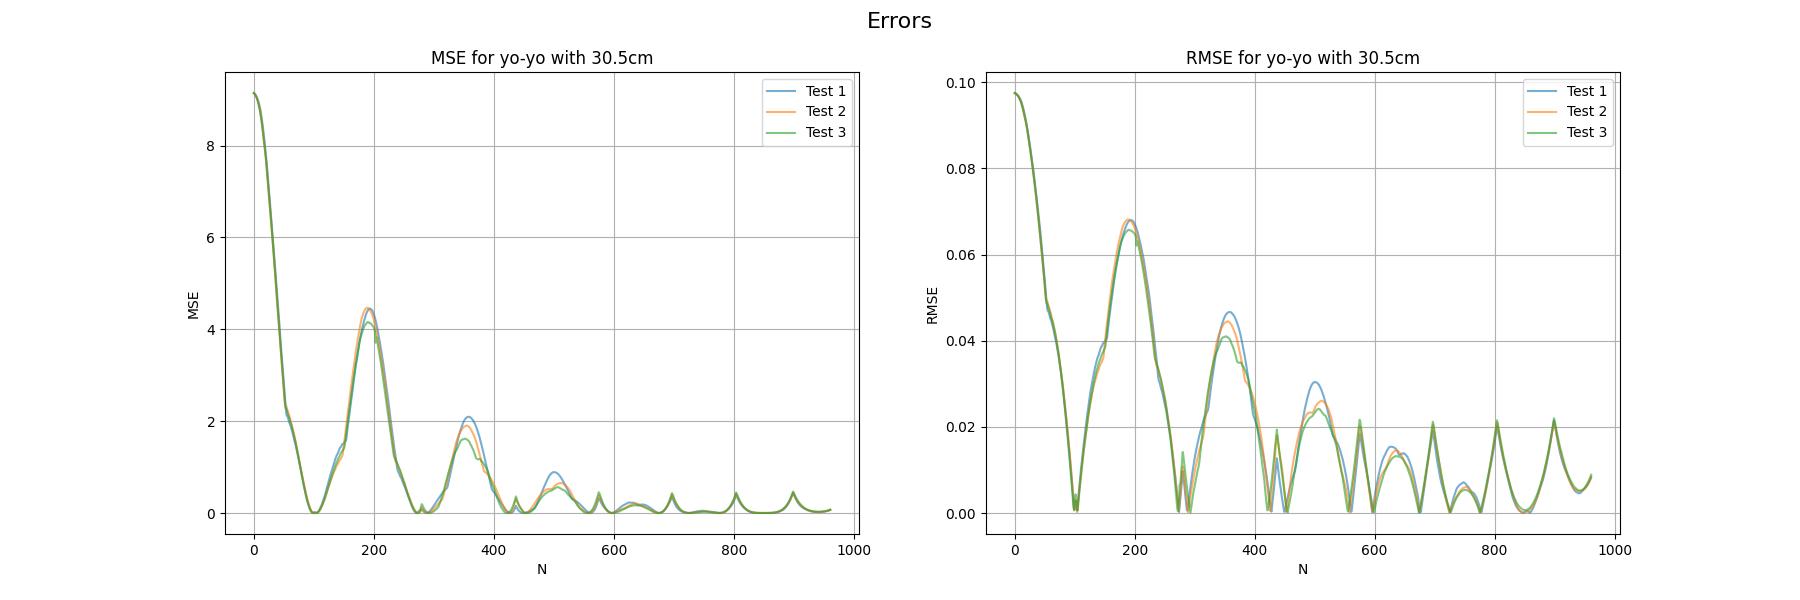 Errors
MSE for yo-yo with 30.5cm
MSE
8
6
4
2
0
0 200 400 600 800 1000
N
Test 1
Test 2
Test 3
RMSE for yo-yo with 30.5cm
RMSE
0.10
0.08
0.06
0.04
0.02
0.00
0 200 400 600 800 1000
N
Test 1
Test 2
Test 3